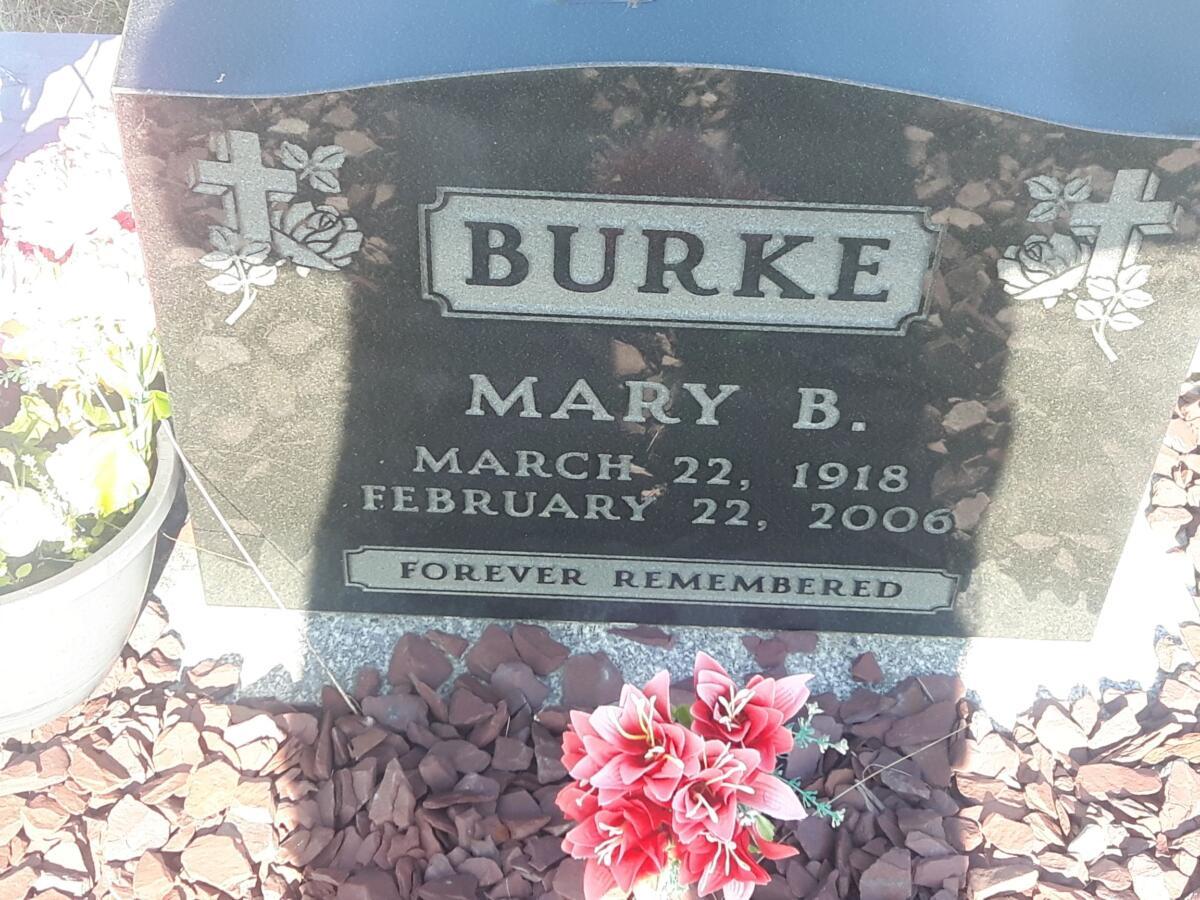 BURKE
MARY B.
MARCH 22, 1918
FEBRUARY 22, 2006
FOREVER REMEMBERED